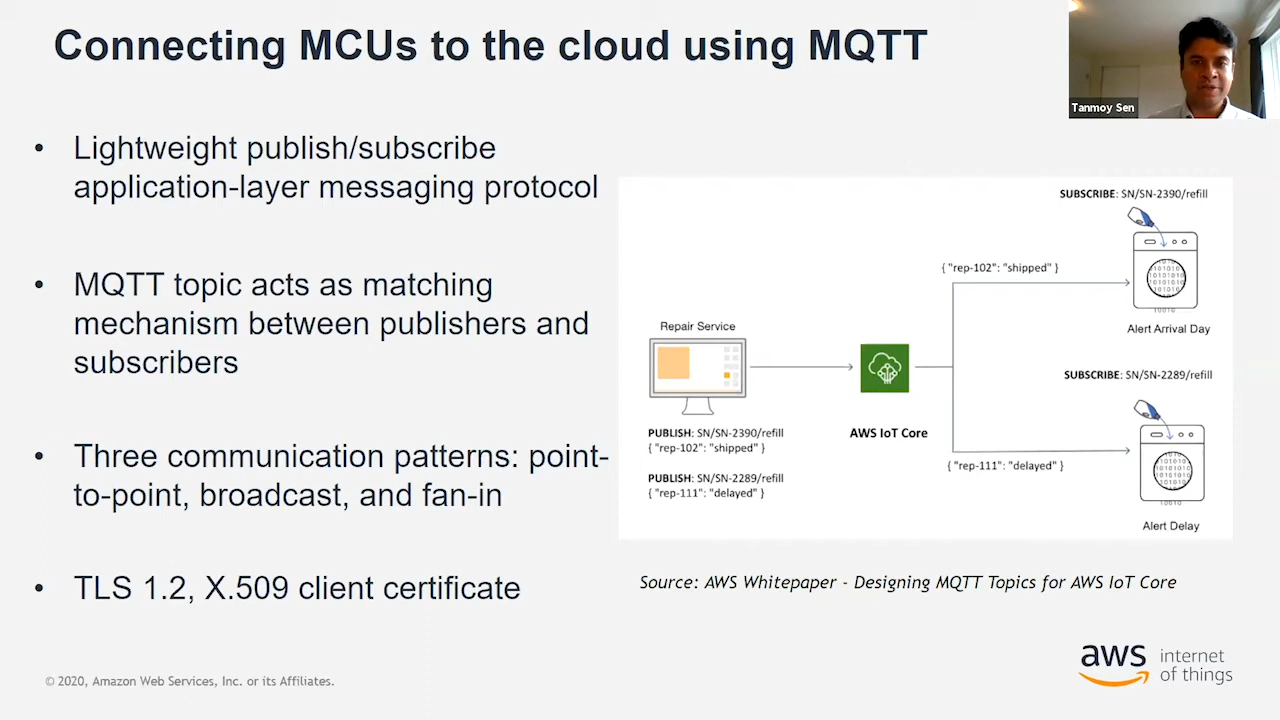 Connecting MCUs to the cloud using MQTT
Tanmoy Sen
• Lightweight publish/subscribe
application-layer messaging protocol
• MQTT topic acts as matching
mechanism between publishers and
subscribers
• Three communication patterns: point-
to-point, broadcast, and fan-in
• TLS 1.2, X.509 client certificate
SUBSCRIBE: SN/SN-2390/refill
{ "rep-102": "shipped" }
Alert Arrival Day
Repair Service
SUBSCRIBE: SN/SN-2289/refill
AWS IoT Core
PUBLISH: SN/SN-2390/refill
{ "rep-102": "shipped" }
{ "rep-111": "delayed" }
PUBLISH: SN/SN-2289/refill
{ "rep-111": "delayed" }
Alert Delay
Source: AWS Whitepaper - Designing MQTT Topics for AWS IoT Core
© 2020, Amazon Web Services, Inc. or its Affiliates.
aws internet
of things